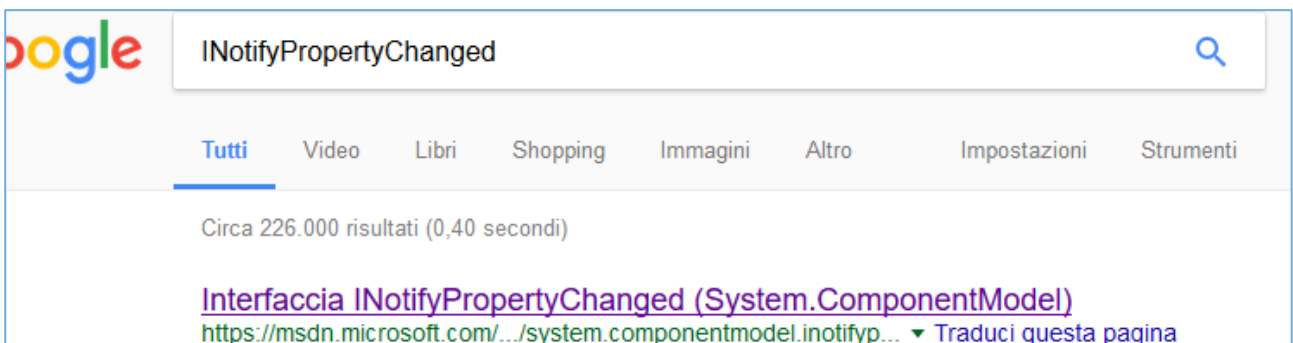 oogle INotifyPropertyChanged
Tutti Video Libri Shopping Immagini Altro Impostazioni Strumenti
Circa 226.000 risultati (0,40 secondi)
Interfaccia INotifyPropertyChanged (System.ComponentModel)
https://msdn.microsoft.com/.../system.componentmodel.inotifyp... ▾ Traduci questa pagina